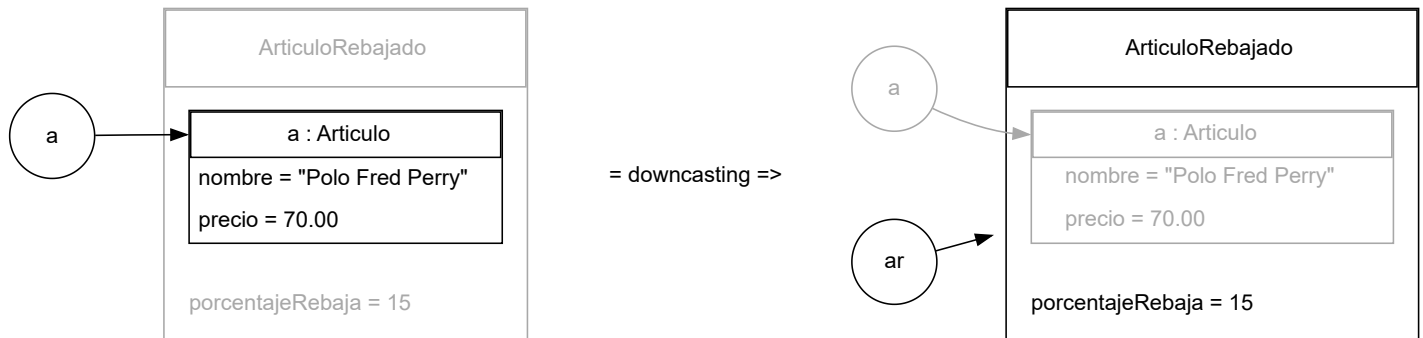 ArticuloRebajado
a
a : Articulo
nombre = "Polo Fred Perry"
precio = 70.00
porcentajeRebaja = 15
= downcasting =>
ArticuloRebajado
a
a : Articulo
nombre = "Polo Fred Perry"
precio = 70.00
ar
porcentajeRebaja = 15